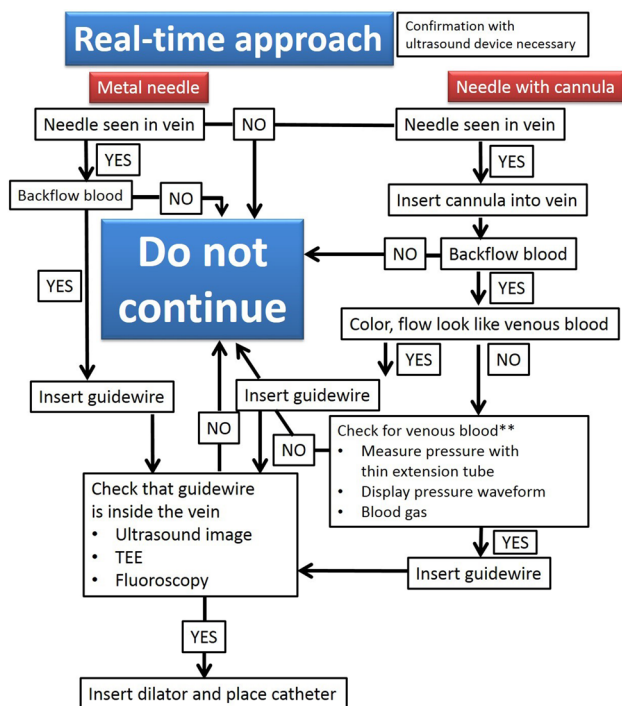 Real-time approach
Confirmation with
ultrasound device necessary
Metal needle
Needle with cannula
Needle seen in vein
NO
Needle seen in vein
YES
YES
Backflow blood
NO
Insert cannula into vein
Do not
continue
NO
Backflow blood
YES
YES
Color, flow look like venous blood
YES
NO
Insert guidewire
Insert guidewire
NO
NO
Check for venous blood**
• Measure pressure with
thin extension tube
• Display pressure waveform
• Blood gas
Check that guidewire
is inside the vein
• Ultrasound image
• TEE
• Fluoroscopy
YES
Insert guidewire
YES
Insert dilator and place catheter